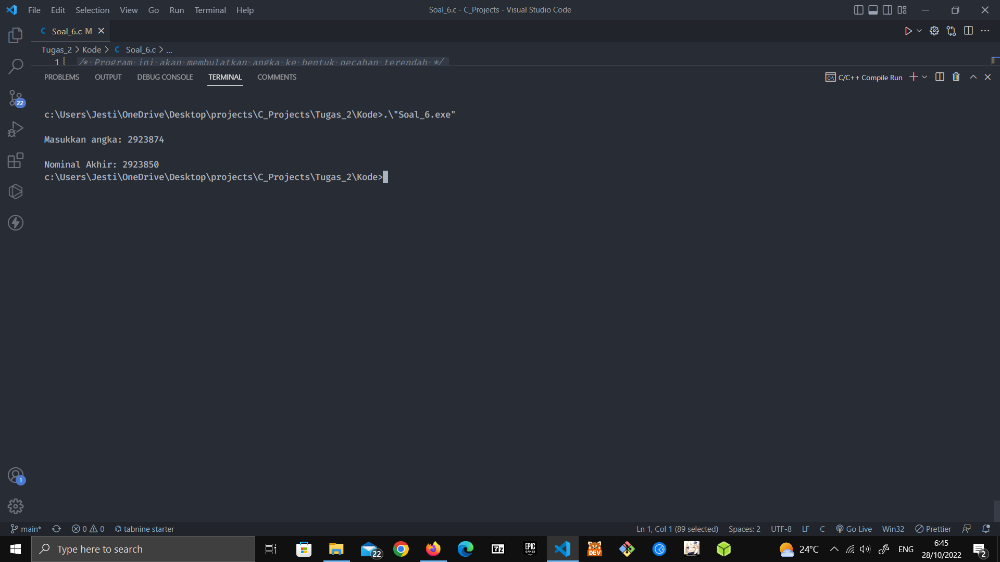 File Edit Selection View Go Run Terminal Help
Soal_6.c - C_Projects - Visual Studio Code
C Soal_6.c M
Tugas_2 > Kode > C Soal_6.c > ...
1 /* Program ini akan membulatkan angka ke bentuk pecahan terendah */
PROBLEMS OUTPUT DEBUG CONSOLE TERMINAL COMMENTS
C/C++ Compile Run
22
c:\Users\Jesti\OneDrive\Desktop\projects\C_Projects\Tugas_2\Kode>.\"Soal_6.exe"
Masukkan angka: 2923874
Nominal Akhir: 2923850
c:\Users\Jesti\OneDrive\Desktop\projects\C_Projects\Tugas_2\Kode>
1
main* 0 0 tabnine starter
Ln 1, Col 1 (89 selected) Spaces: 2 UTF-8 LF C Go Live Win32 Prettier
Type here to search
22
7z
EPIC GAMES
DEV
24°C
ENG
6:45
28/10/2022
2